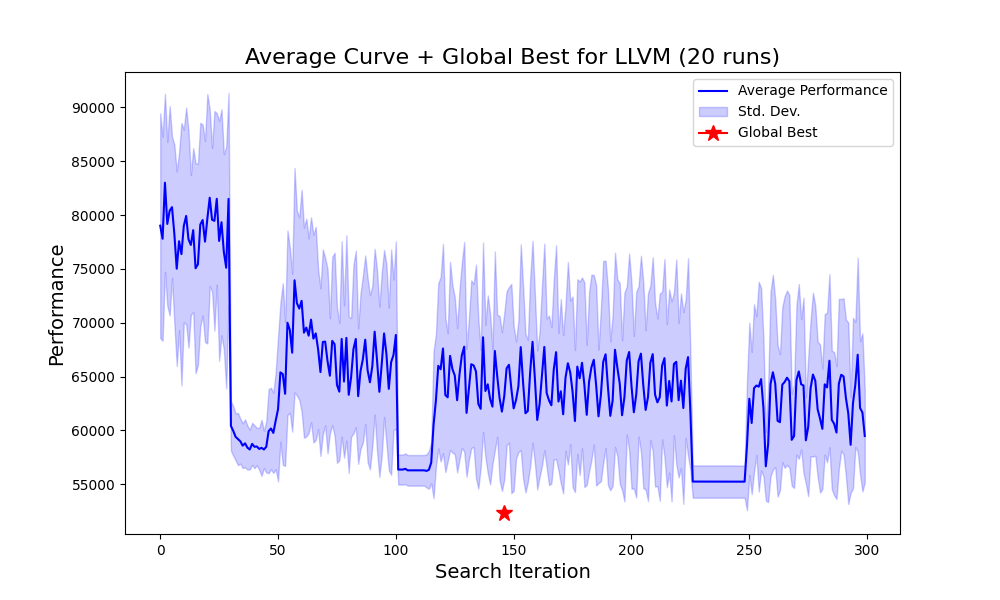 Average Curve + Global Best for LLVM (20 runs)
Average Performance
Std. Dev.
Global Best
Performance
90000
85000
80000
75000
70000
65000
60000
55000
0 50 100 150 200 250 300
Search Iteration